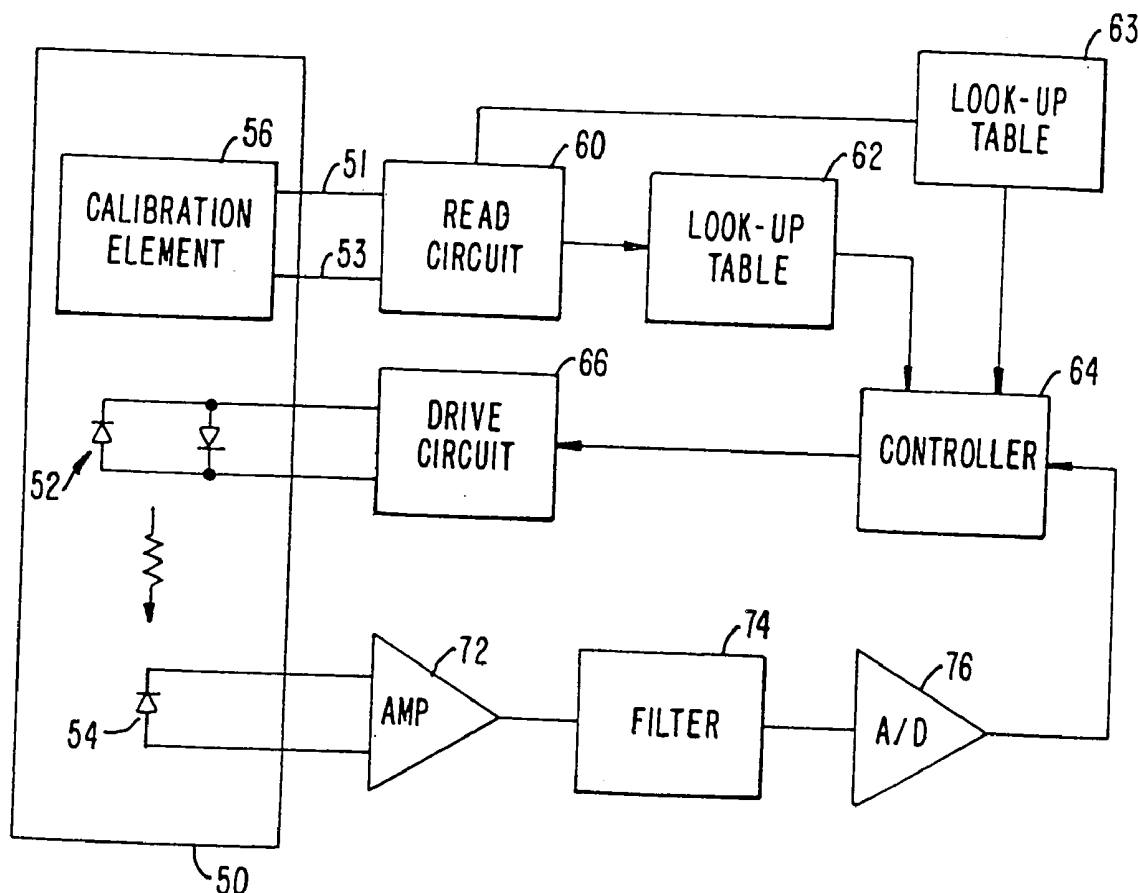 63
LOOK-UP
TABLE
56
CALIBRATION
ELEMENT
51
53
60
READ
CIRCUIT
62
LOOK-UP
TABLE
66
DRIVE
CIRCUIT
64
CONTROLLER
52
54
72
AMP
74
FILTER
76
A/D
50